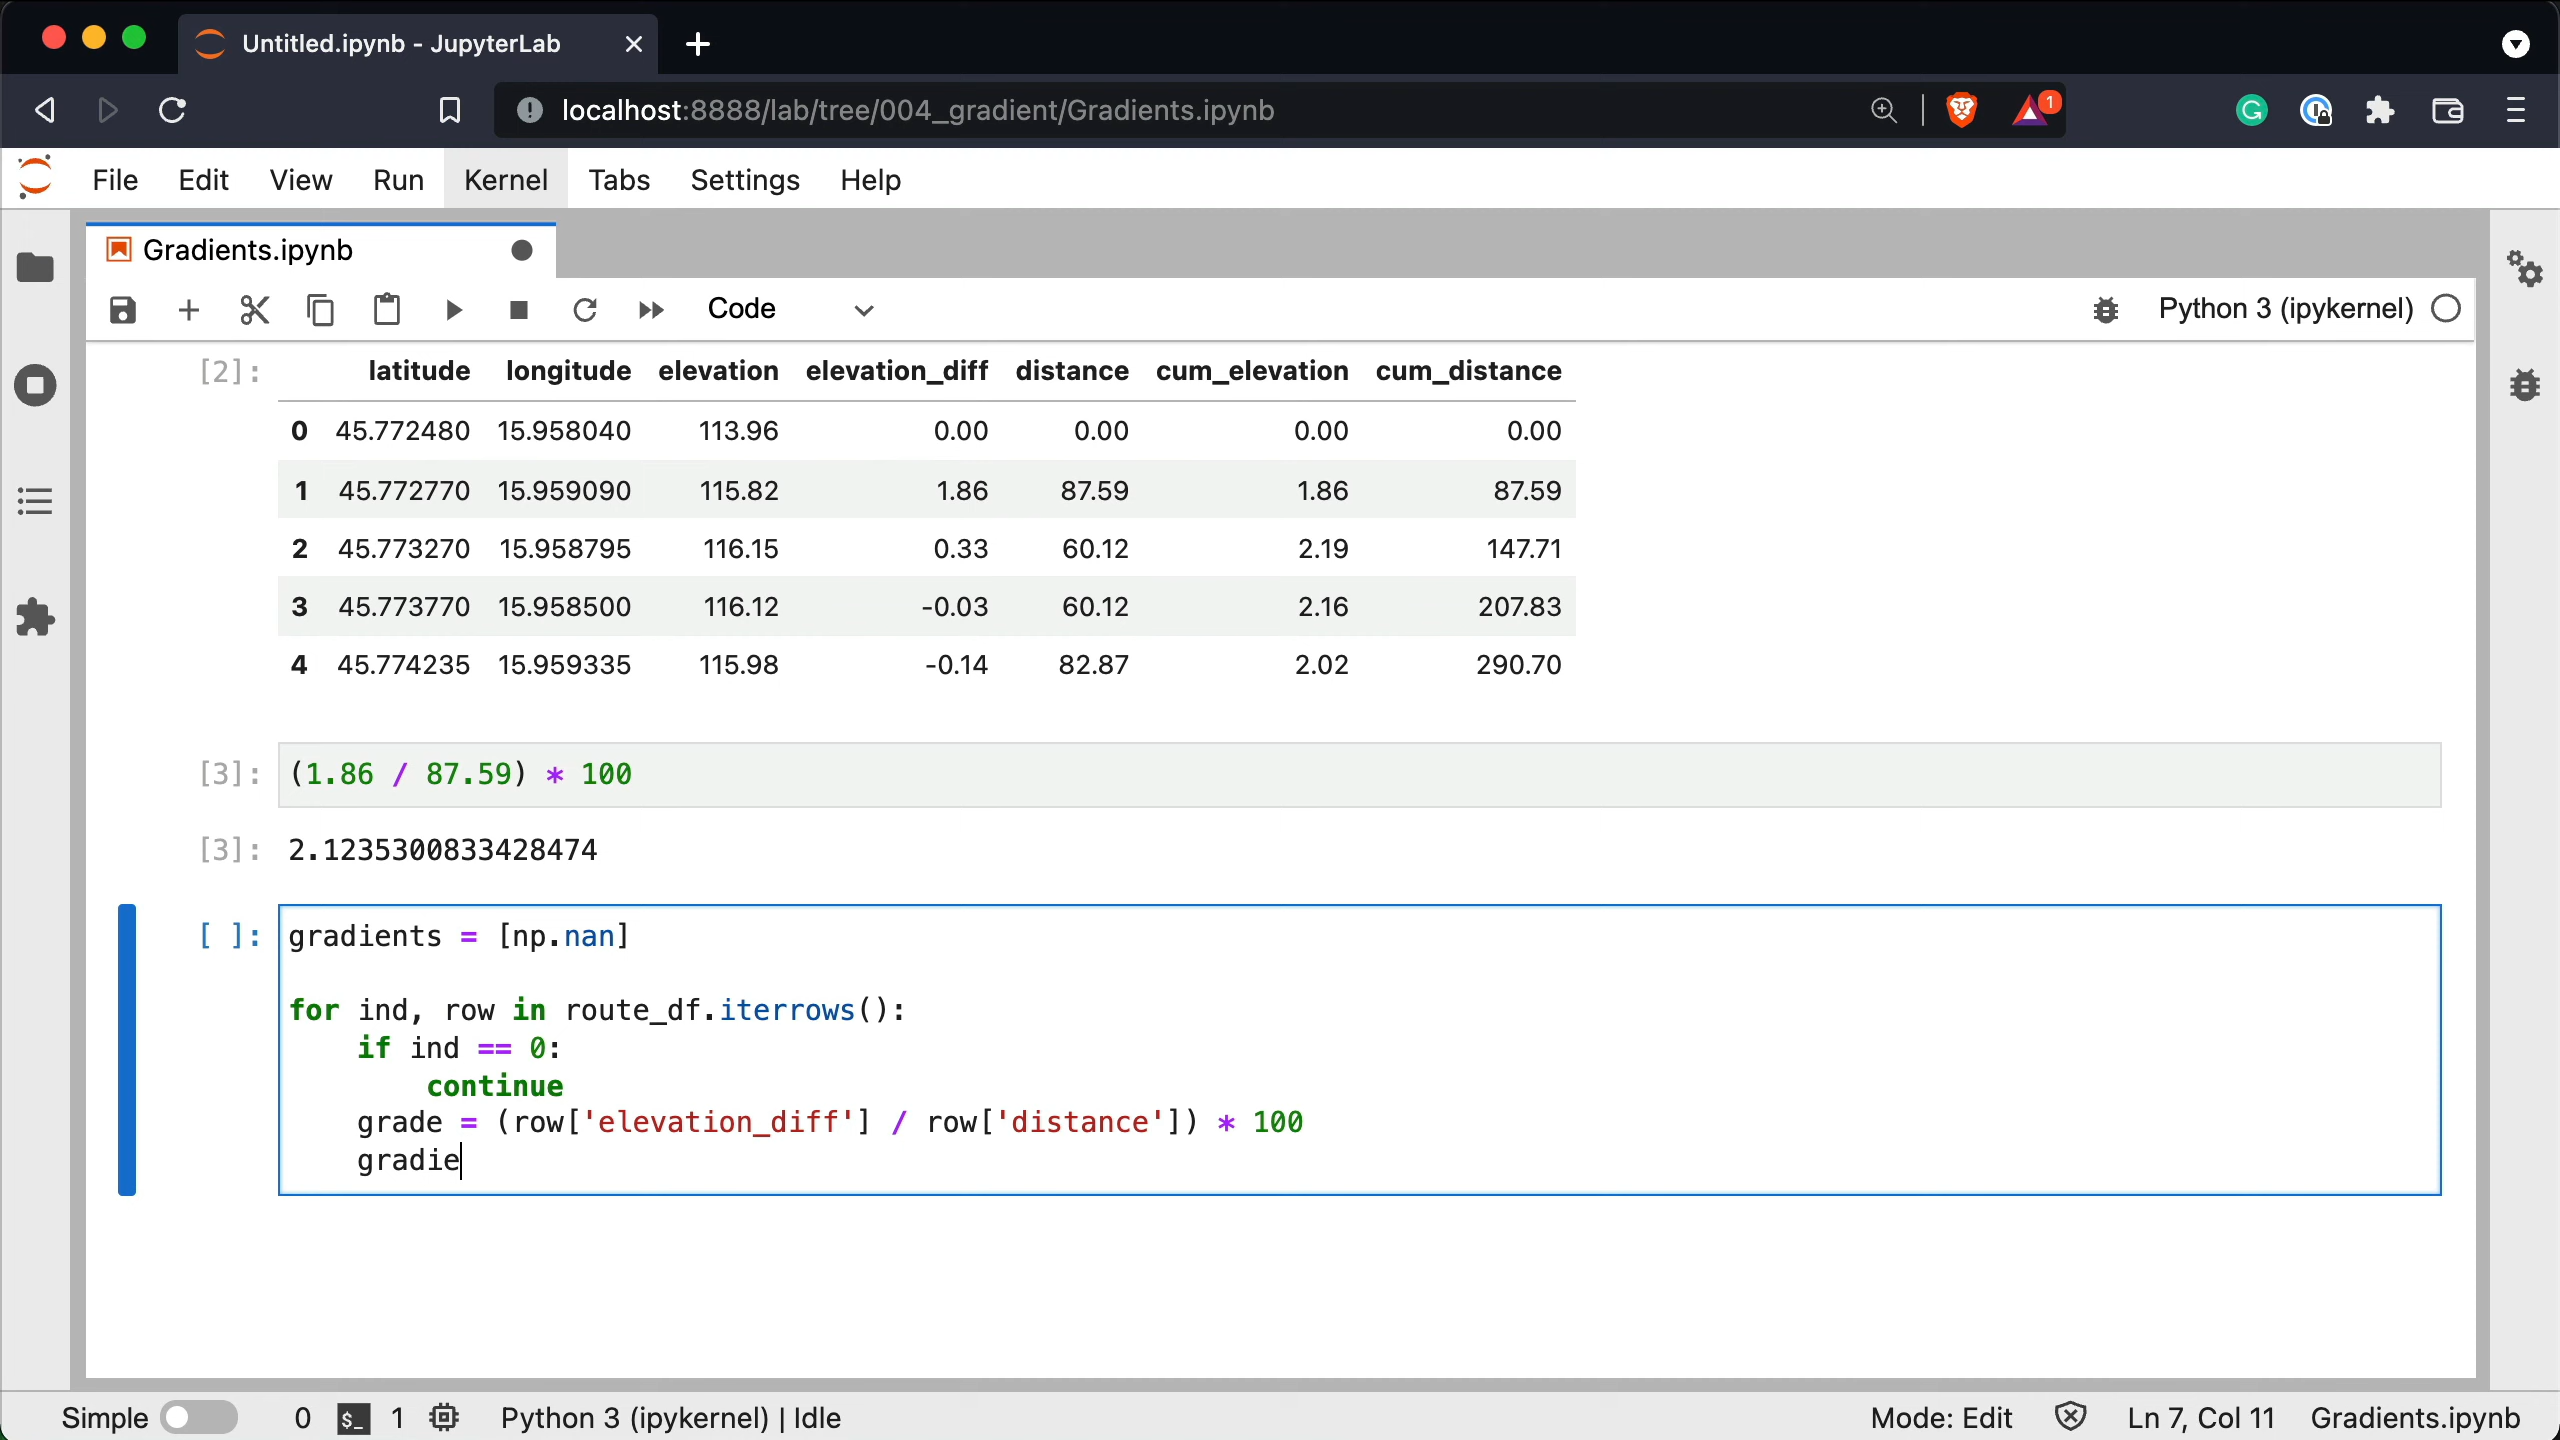 Untitled.ipynb - JupyterLab
localhost:8888/lab/tree/004_gradient/Gradients.ipynb
1
File Edit View Run Kernel Tabs Settings Help
Gradients.ipynb
Code
Python 3 (ipykernel)
[2]: latitude longitude elevation elevation_diff distance cum_elevation cum_distance
0 45.772480 15.958040 113.96 0.00 0.00 0.00 0.00
1 45.772770 15.959090 115.82 1.86 87.59 1.86 87.59
2 45.773270 15.958795 116.15 0.33 60.12 2.19 147.71
3 45.773770 15.958500 116.12 -0.03 60.12 2.16 207.83
4 45.774235 15.959335 115.98 -0.14 82.87 2.02 290.70
[3]: (1.86 / 87.59) * 100
[3]: 2.1235300833428474
[ ]: gradients = [np.nan]
for ind, row in route_df.iterrows():
if ind == 0:
continue
grade = (row['elevation_diff'] / row['distance']) * 100
gradie
Simple 0 $_ 1 Python 3 (ipykernel) | Idle Mode: Edit Ln 7, Col 11 Gradients.ipynb